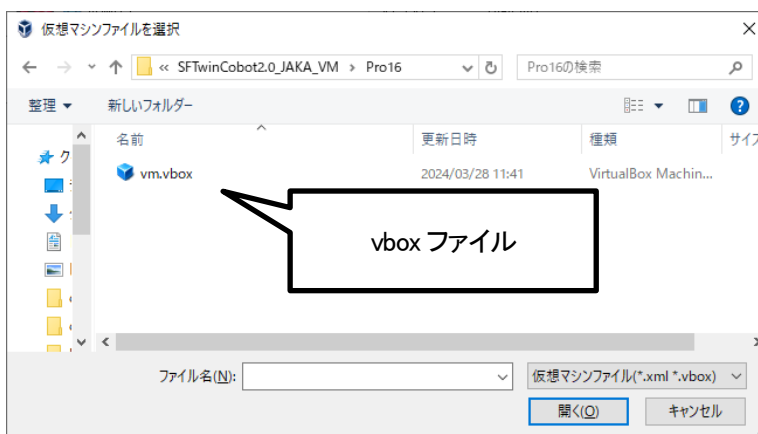 仮想マシンファイルを選択
« SFTwinCobot2.0_JAKA_VM › Pro16
Pro16の検索
整理
新しいフォルダー
名前 更新日時 種類 サイズ
ク
vm.vbox 2024/03/28 11:41 VirtualBox Machin...
vbox ファイル
ファイル名(N):
仮想マシンファイル(*.xml *.vbox)
開く(O) キャンセル